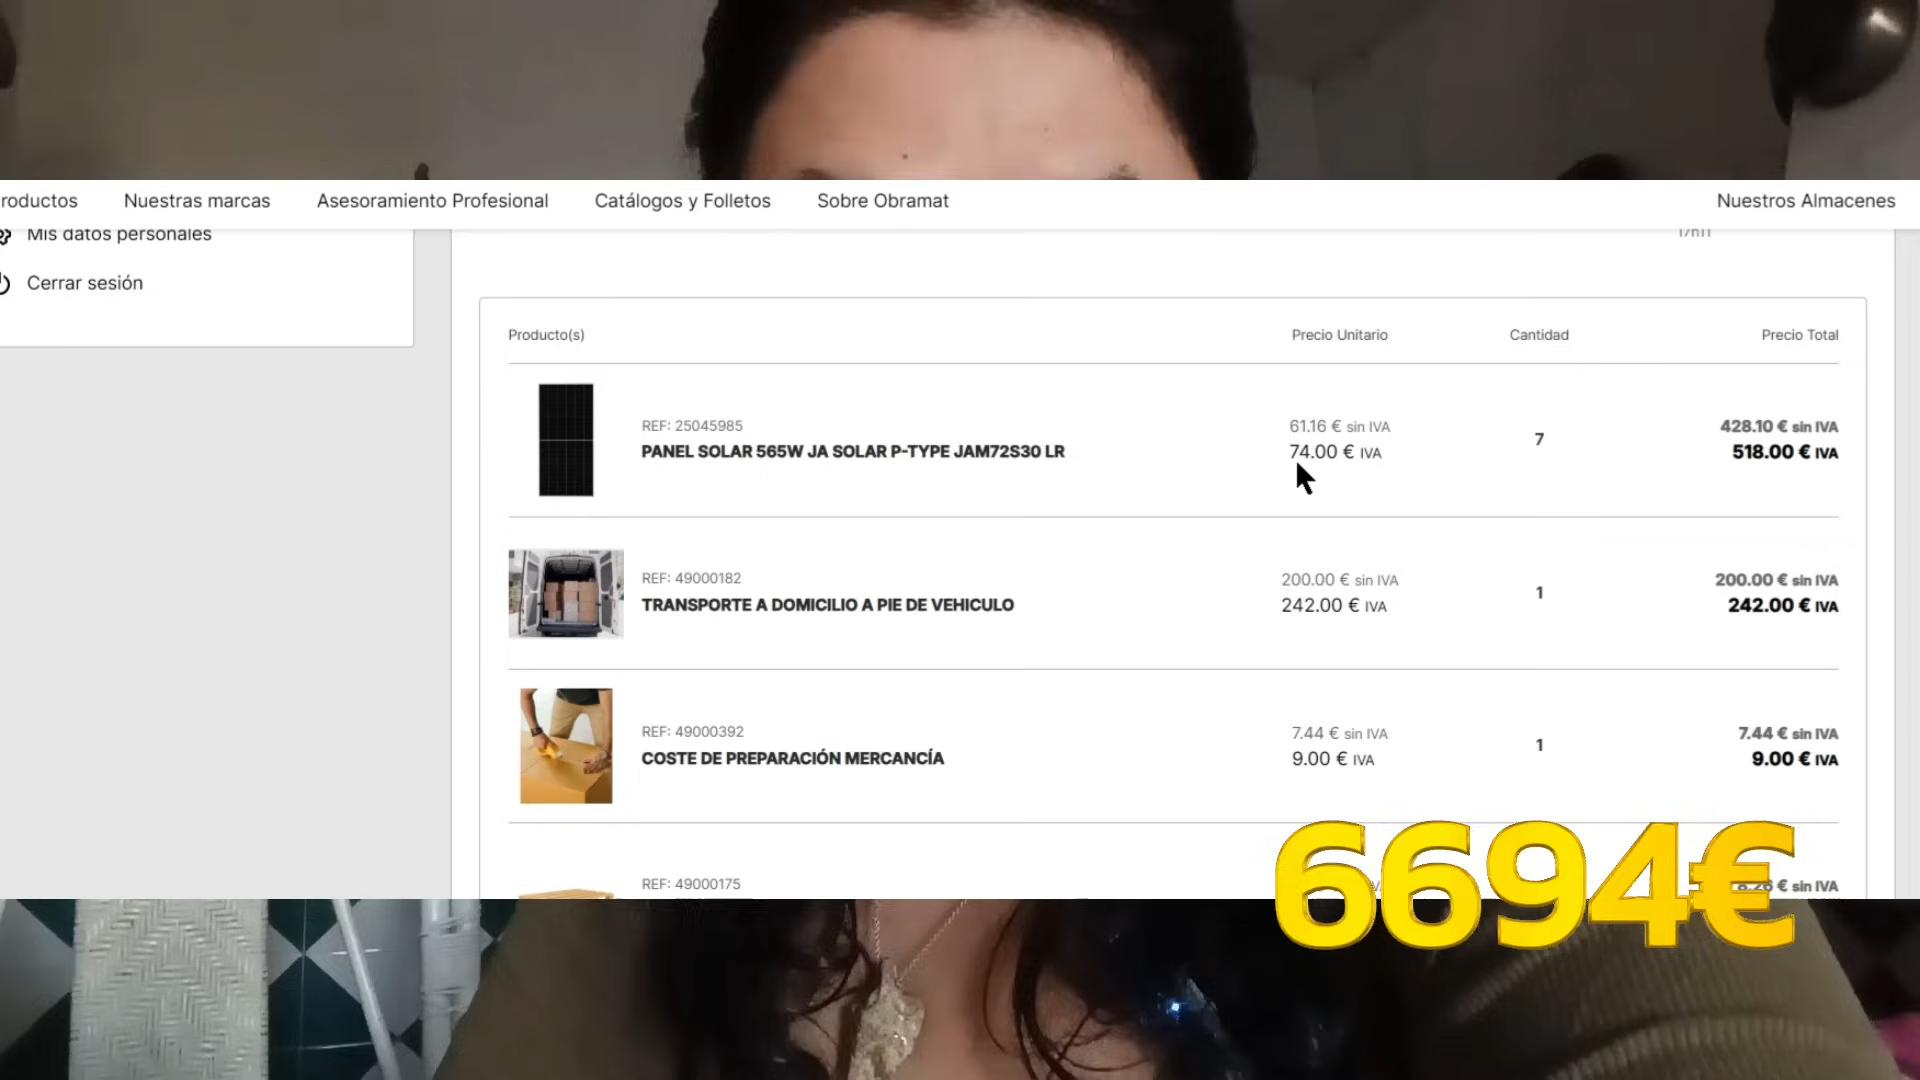 roductos Nuestras marcas Asesoramiento Profesional Catálogos y Folletos Sobre Obramat Nuestros Almacenes
Mis datos personales
Cerrar sesión
Producto(s) Precio Unitario Cantidad Precio Total
REF: 25045985
PANEL SOLAR 565W JA SOLAR P-TYPE JAM72S30 LR
61.16 € sin IVA
74.00 € IVA
7
428.10 € sin IVA
518.00 € IVA
REF: 49000182
TRANSPORTE A DOMICILIO A PIE DE VEHICULO
200.00 € sin IVA
242.00 € IVA
1
200.00 € sin IVA
242.00 € IVA
REF: 49000392
COSTE DE PREPARACIÓN MERCANCÍA
7.44 € sin IVA
9.00 € IVA
1
7.44 € sin IVA
9.00 € IVA
REF: 49000175
€ sin IVA
6694€